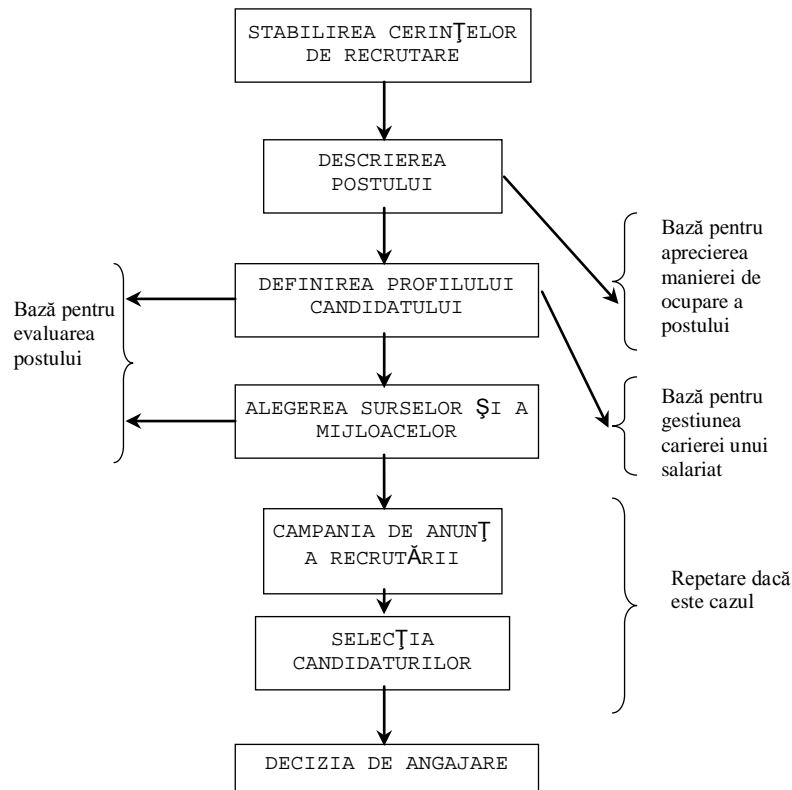 STABILIREA CERINŢELOR
DE RECRUTARE
DESCRIEREA
POSTULUI
Bază pentru
aprecierea
manierei de
ocupare a
postului
DEFINIREA PROFILULUI
CANDIDATULUI
Bază pentru
evaluarea
postului
ALEGEREA SURSELOR ŞI A
MIJLOACELOR
Bază pentru
gestiunea
carierei unui
salariat
CAMPANIA DE ANUNŢ
A RECRUTĂRII
Repetare dacă
este cazul
SELECŢIA
CANDIDATURILOR
DECIZIA DE ANGAJARE